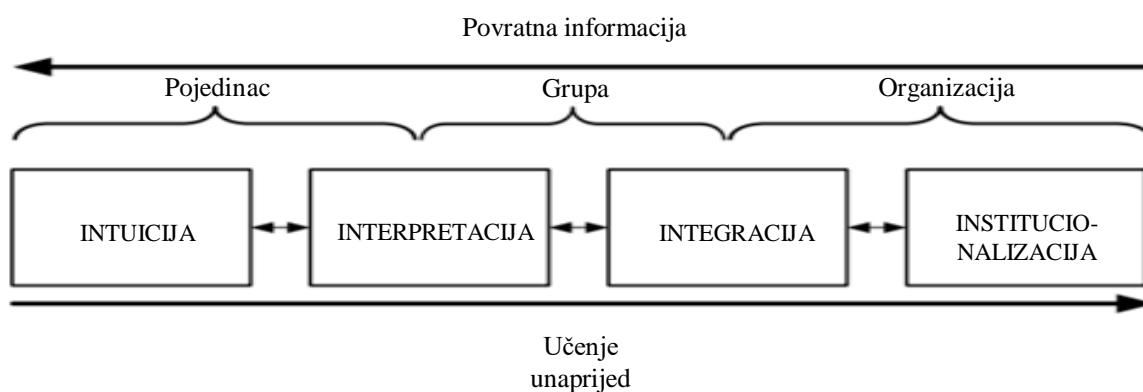 Povratna informacija
Pojedinac
Grupa
Organizacija
INTUICIJA
INTERPRETACIJA
INTEGRACIJA
INSTITUCIO-
NALIZACIJA
Učenje
unaprijed